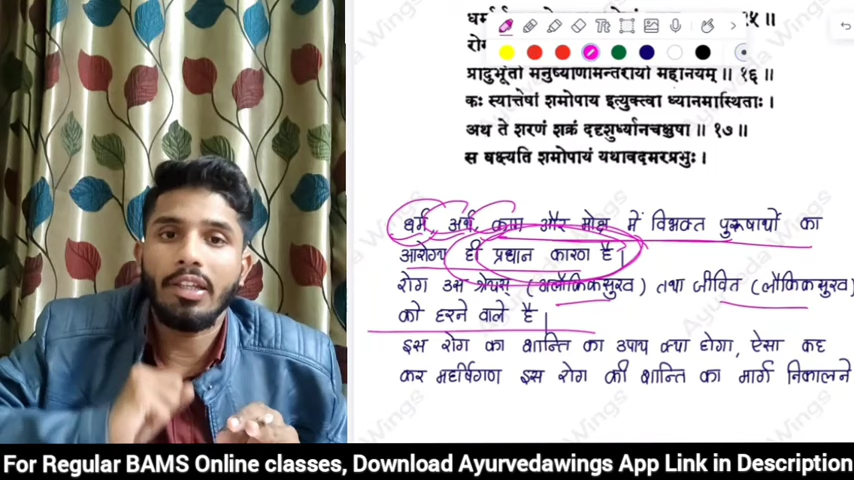 धर्म
१५ ॥
रोग
प्रादुर्भूतो मनुष्याणामन्तरायो महानयम् ॥ १६ ॥
कः स्यात्तेषां शमोपाय इत्युक्त्वा ध्यानमास्थिताः ।
अथ ते शरणं शक्रं ददृशुर्ध्यानचक्षुषा ॥ १७ ॥
स वक्ष्यति शमोपायं यथावदमरप्रभुः ।
धर्म, अर्थ, काम और मोक्ष में विभक्त पुरूषार्थो का
आरोग्य ही प्रधान कारण है ।
रोग उस श्रेयस (अलौकिकसुख) तथा जीवित (लौकिकसुख)
को हरने वाले है ।
इस रोग का शान्ति का उपाय क्या होगा, ऐसा कह
कर महर्षिगण इस रोग की शान्ति का मार्ग निकालने
For Regular BAMS Online classes, Download Ayurvedawings App Link in Description